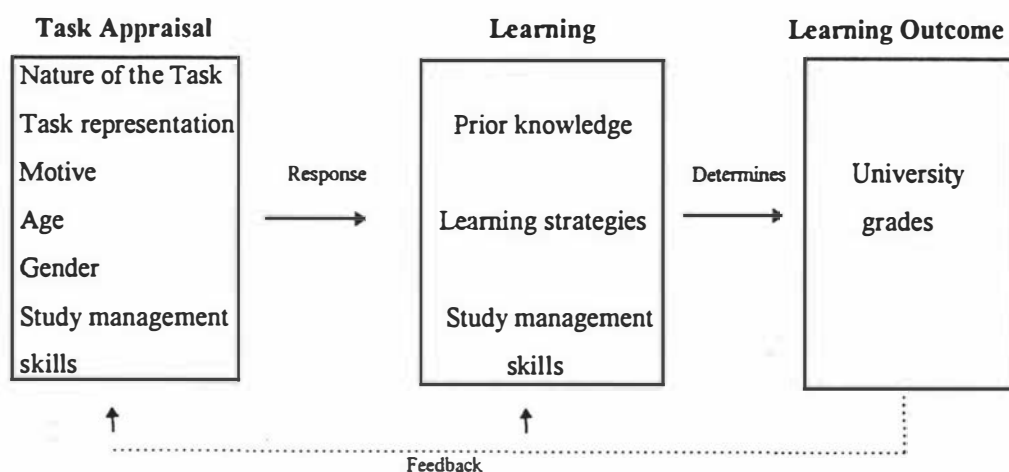 Task Appraisal
Nature of the Task
Task representation
Motive
Age
Gender
Study management
skills
Response
Learning
Prior knowledge
Learning strategies
Study management
skills
Determines
Learning Outcome
University
grades
Feedback